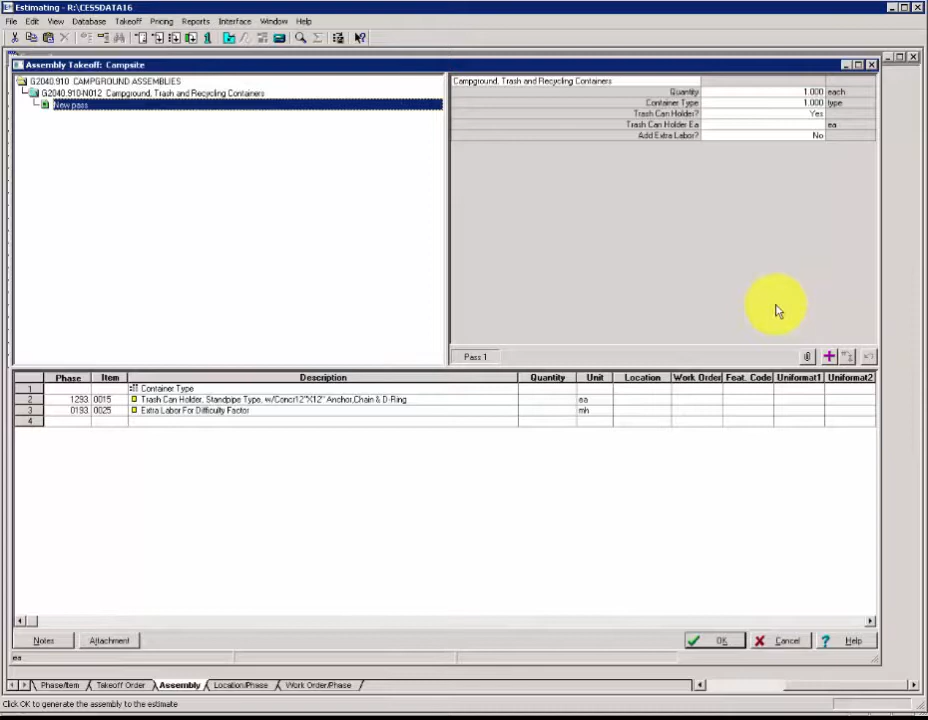 Estimating - R:\CESSDATA16
File Edit View Database Takeoff Pricing Reports Interface Window Help
Assembly Takeoff: Campsite
G2040.910 CAMPGROUND ASSEMBLIES
G2040.910-N012 Campground, Trash and Recycling Containers
New pass
Campground, Trash and Recycling Containers
Quantity 1.000 each
Container Type 1.000 type
Trash Can Holder? Yes
Trash Can Holder Ea ea
Add Extra Labor? No
Pass 1
Phase Item Description Quantity Unit Location Work Order Feat. Code Uniformat1 Uniformat2
1 Container Type
2 1293 0015 Trash Can Holder, Standpipe Type, w/Concr12"X12" Anchor,Chain & D-Ring ea
3 0193 0025 Extra Labor For Difficulty Factor mh
4
Notes Attachment OK Cancel Help
ea
Phase/Item Takeoff Order Assembly Location/Phase Work Order/Phase
Click OK to generate the assembly to the estimate